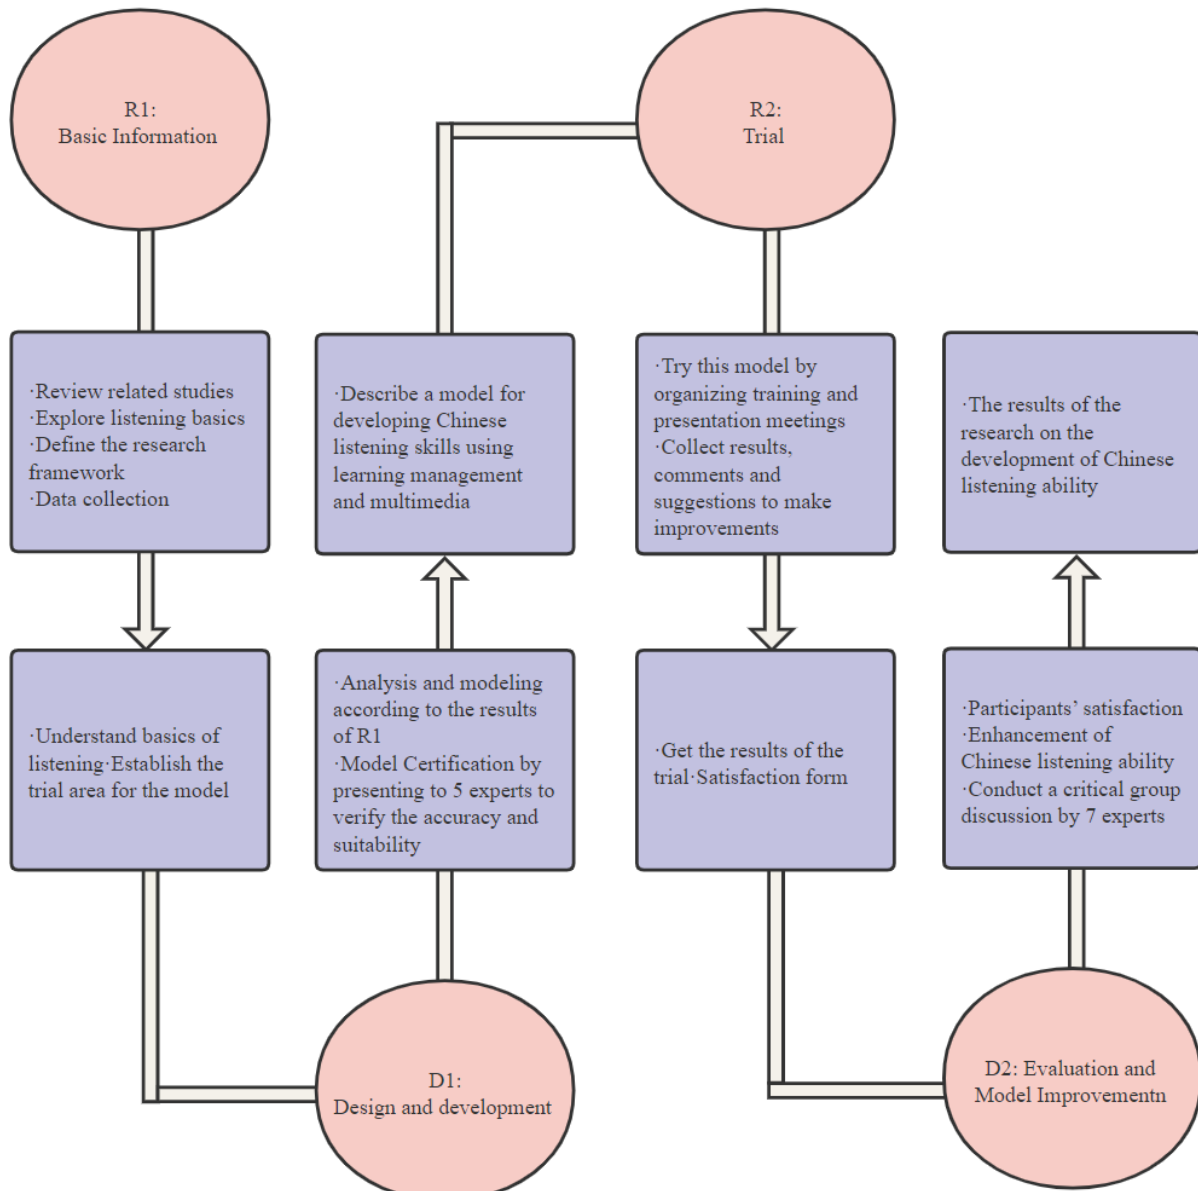 R1:
Basic Information
·Review related studies
·Explore listening basics
·Define the research
framework
·Data collection
·Understand basics of
listening·Establish the
trial area for the model
D1:
Design and development
·Analysis and modeling
according to the results
of R1
·Model Certification by
presenting to 5 experts to
verify the accuracy and
suitability
·Describe a model for
developing Chinese
listening skills using
learning management
and multimedia
R2:
Trial
·Try this model by
organizing training and
presentation meetings
·Collect results,
comments and
suggestions to make
improvements
·Get the results of the
trial·Satisfaction form
D2: Evaluation and
Model Improvementn
·Participants’ satisfaction
·Enhancement of
Chinese listening ability
·Conduct a critical group
discussion by 7 experts
·The results of the
research on the
development of Chinese
listening ability